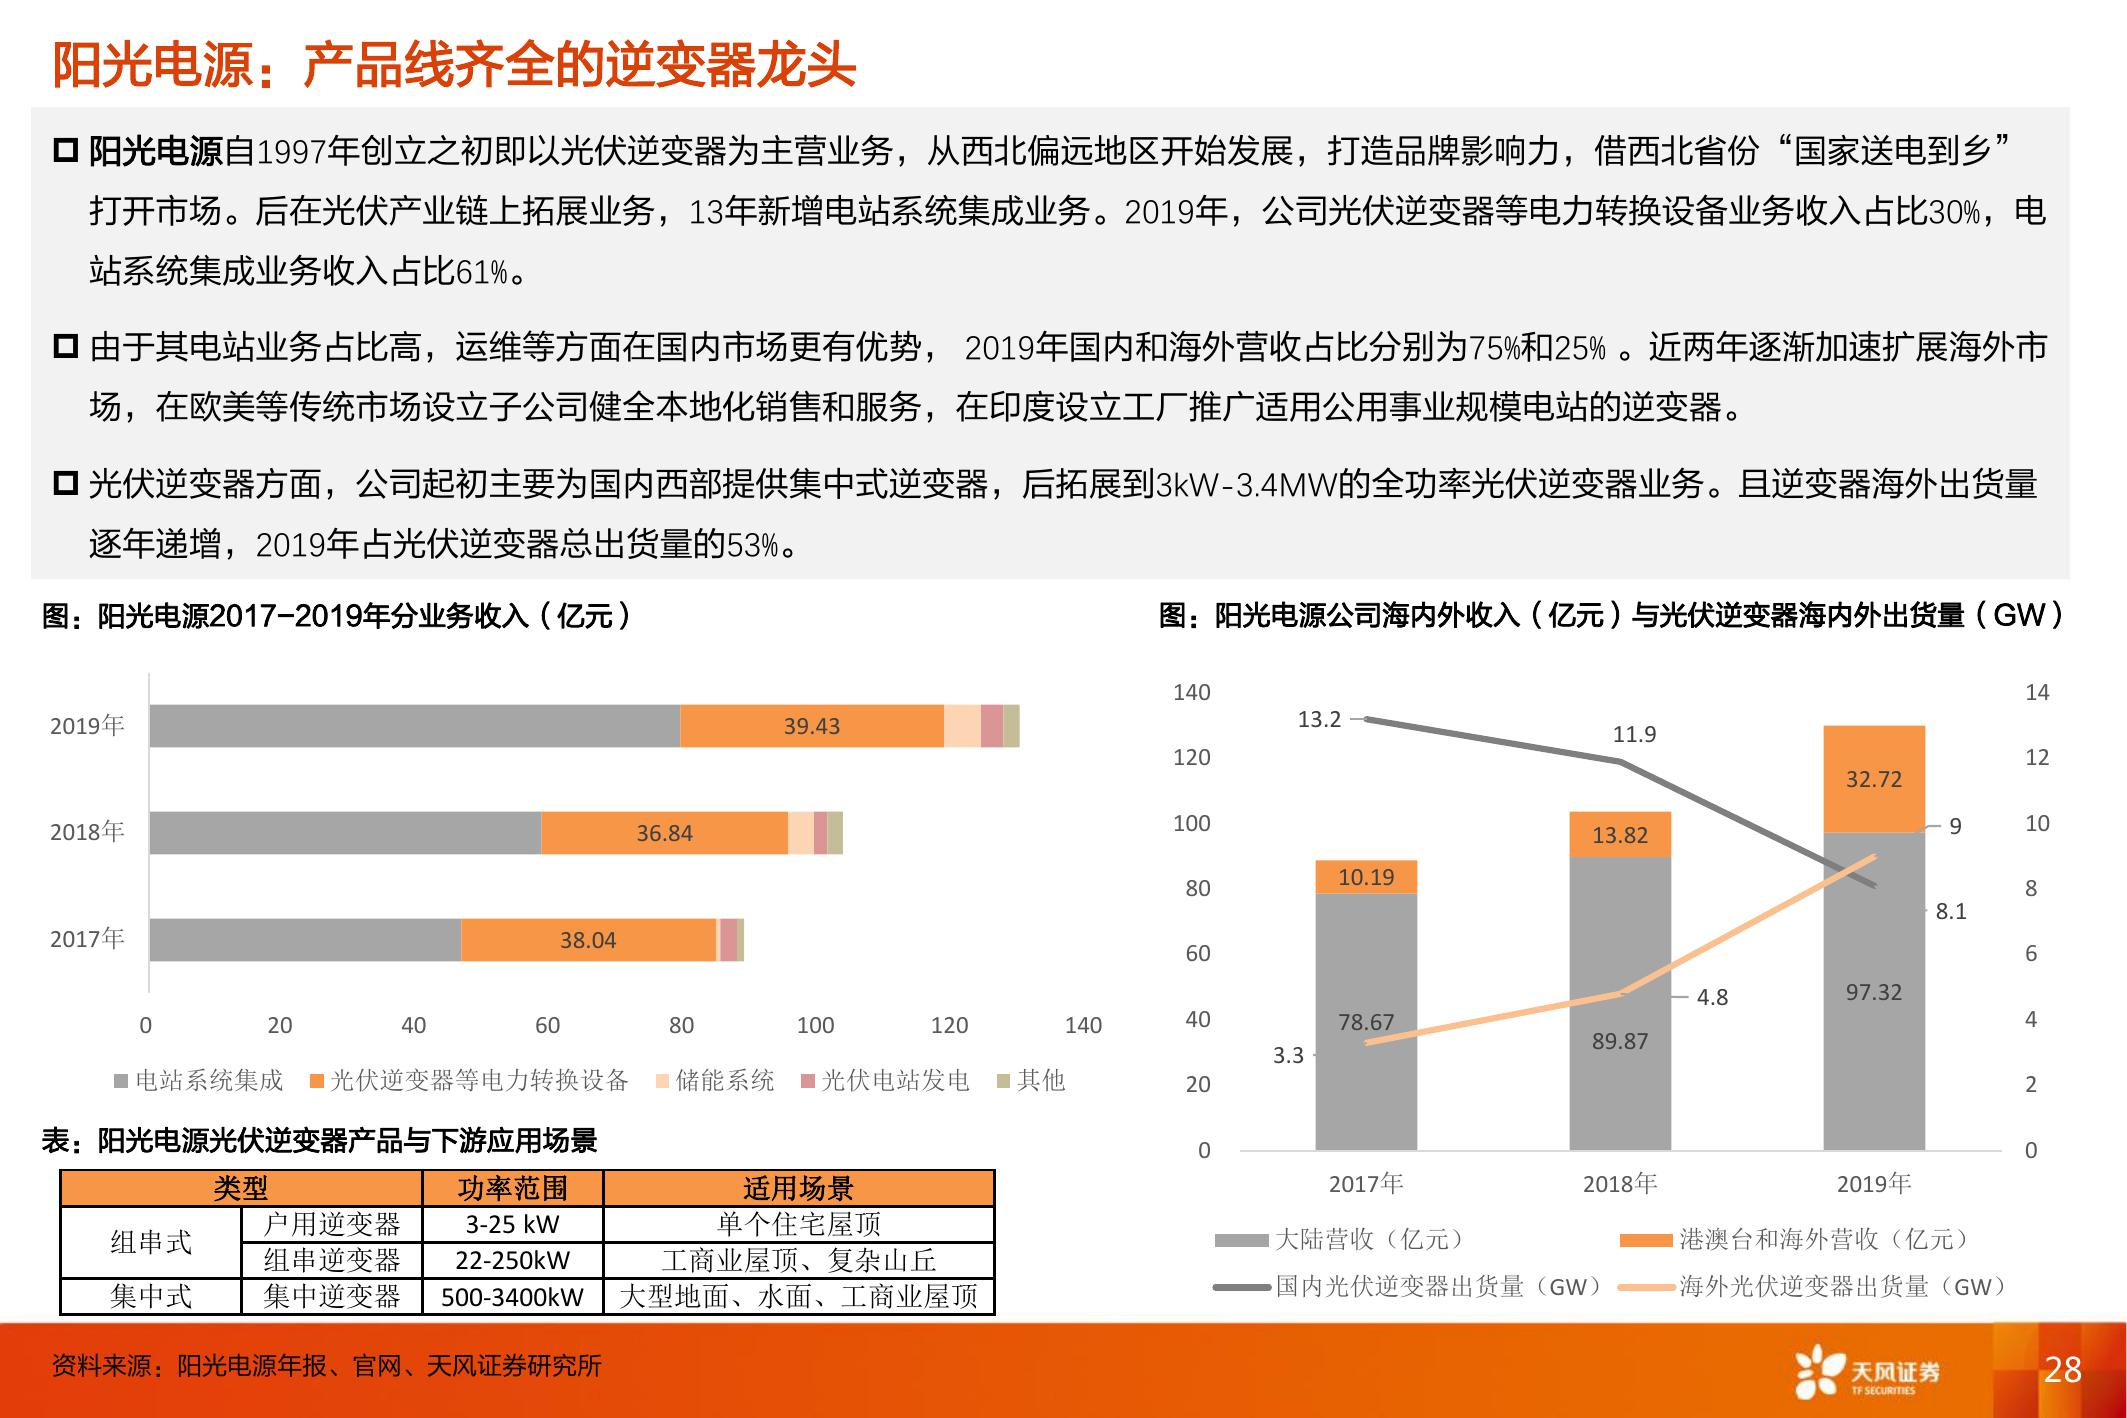 阳光电源：产品线齐全的逆变器龙头
阳光电源自1997年创立之初即以光伏逆变器为主营业务，从西北偏远地区开始发展，打造品牌影响力，借西北省份“国家送电到乡”
打开市场。后在光伏产业链上拓展业务，13年新增电站系统集成业务。2019年，公司光伏逆变器等电力转换设备业务收入占比30%，电
站系统集成业务收入占比61%。
由于其电站业务占比高，运维等方面在国内市场更有优势， 2019年国内和海外营收占比分别为75%和25% 。近两年逐渐加速扩展海外市
场，在欧美等传统市场设立子公司健全本地化销售和服务，在印度设立工厂推广适用公用事业规模电站的逆变器。
光伏逆变器方面，公司起初主要为国内西部提供集中式逆变器，后拓展到3kW-3.4MW的全功率光伏逆变器业务。且逆变器海外出货量
逐年递增，2019年占光伏逆变器总出货量的53%。
图：阳光电源2017-2019年分业务收入（亿元）
2019年
39.43
2018年
36.84
2017年
38.04
0 20 40 60 80 100 120 140
电站系统集成 光伏逆变器等电力转换设备 储能系统 光伏电站发电 其他
表：阳光电源光伏逆变器产品与下游应用场景
类型 功率范围 适用场景
组串式 户用逆变器 3-25 kW 单个住宅屋顶
组串逆变器 22-250kW 工商业屋顶、复杂山丘
集中式 集中逆变器 500-3400kW 大型地面、水面、工商业屋顶
图：阳光电源公司海内外收入（亿元）与光伏逆变器海内外出货量（GW）
140 14
13.2
11.9
120 12
32.72
100 10
13.82
9
10.19
80 8
8.1
60 6
97.32
4.8
40 4
78.67
89.87
3.3
20 2
0 0
2017年 2018年 2019年
大陆营收（亿元） 港澳台和海外营收（亿元）
国内光伏逆变器出货量（GW） 海外光伏逆变器出货量（GW）
资料来源：阳光电源年报、官网、天风证券研究所
天风证券
TF SECURITIES
28